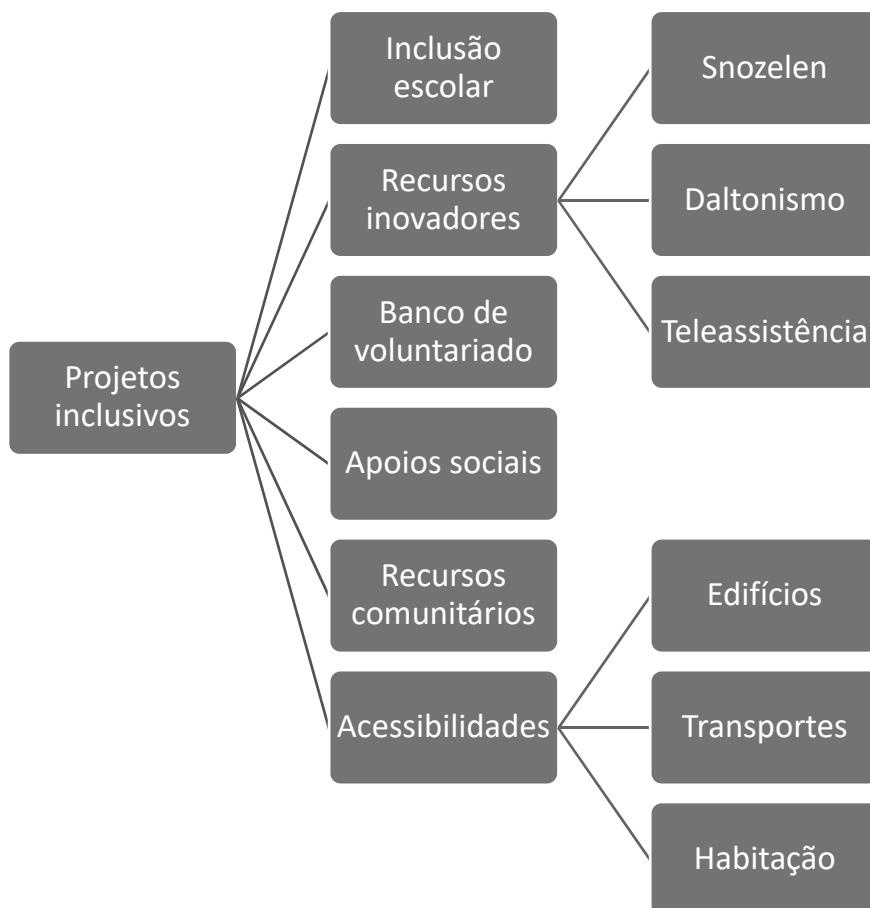 Projetos
inclusivos
Inclusão
escolar
Recursos
inovadores
Banco de
voluntariado
Apoios sociais
Recursos
comunitários
Acessibilidades
Snozelen
Daltonismo
Teleassistência
Edifícios
Transportes
Habitação